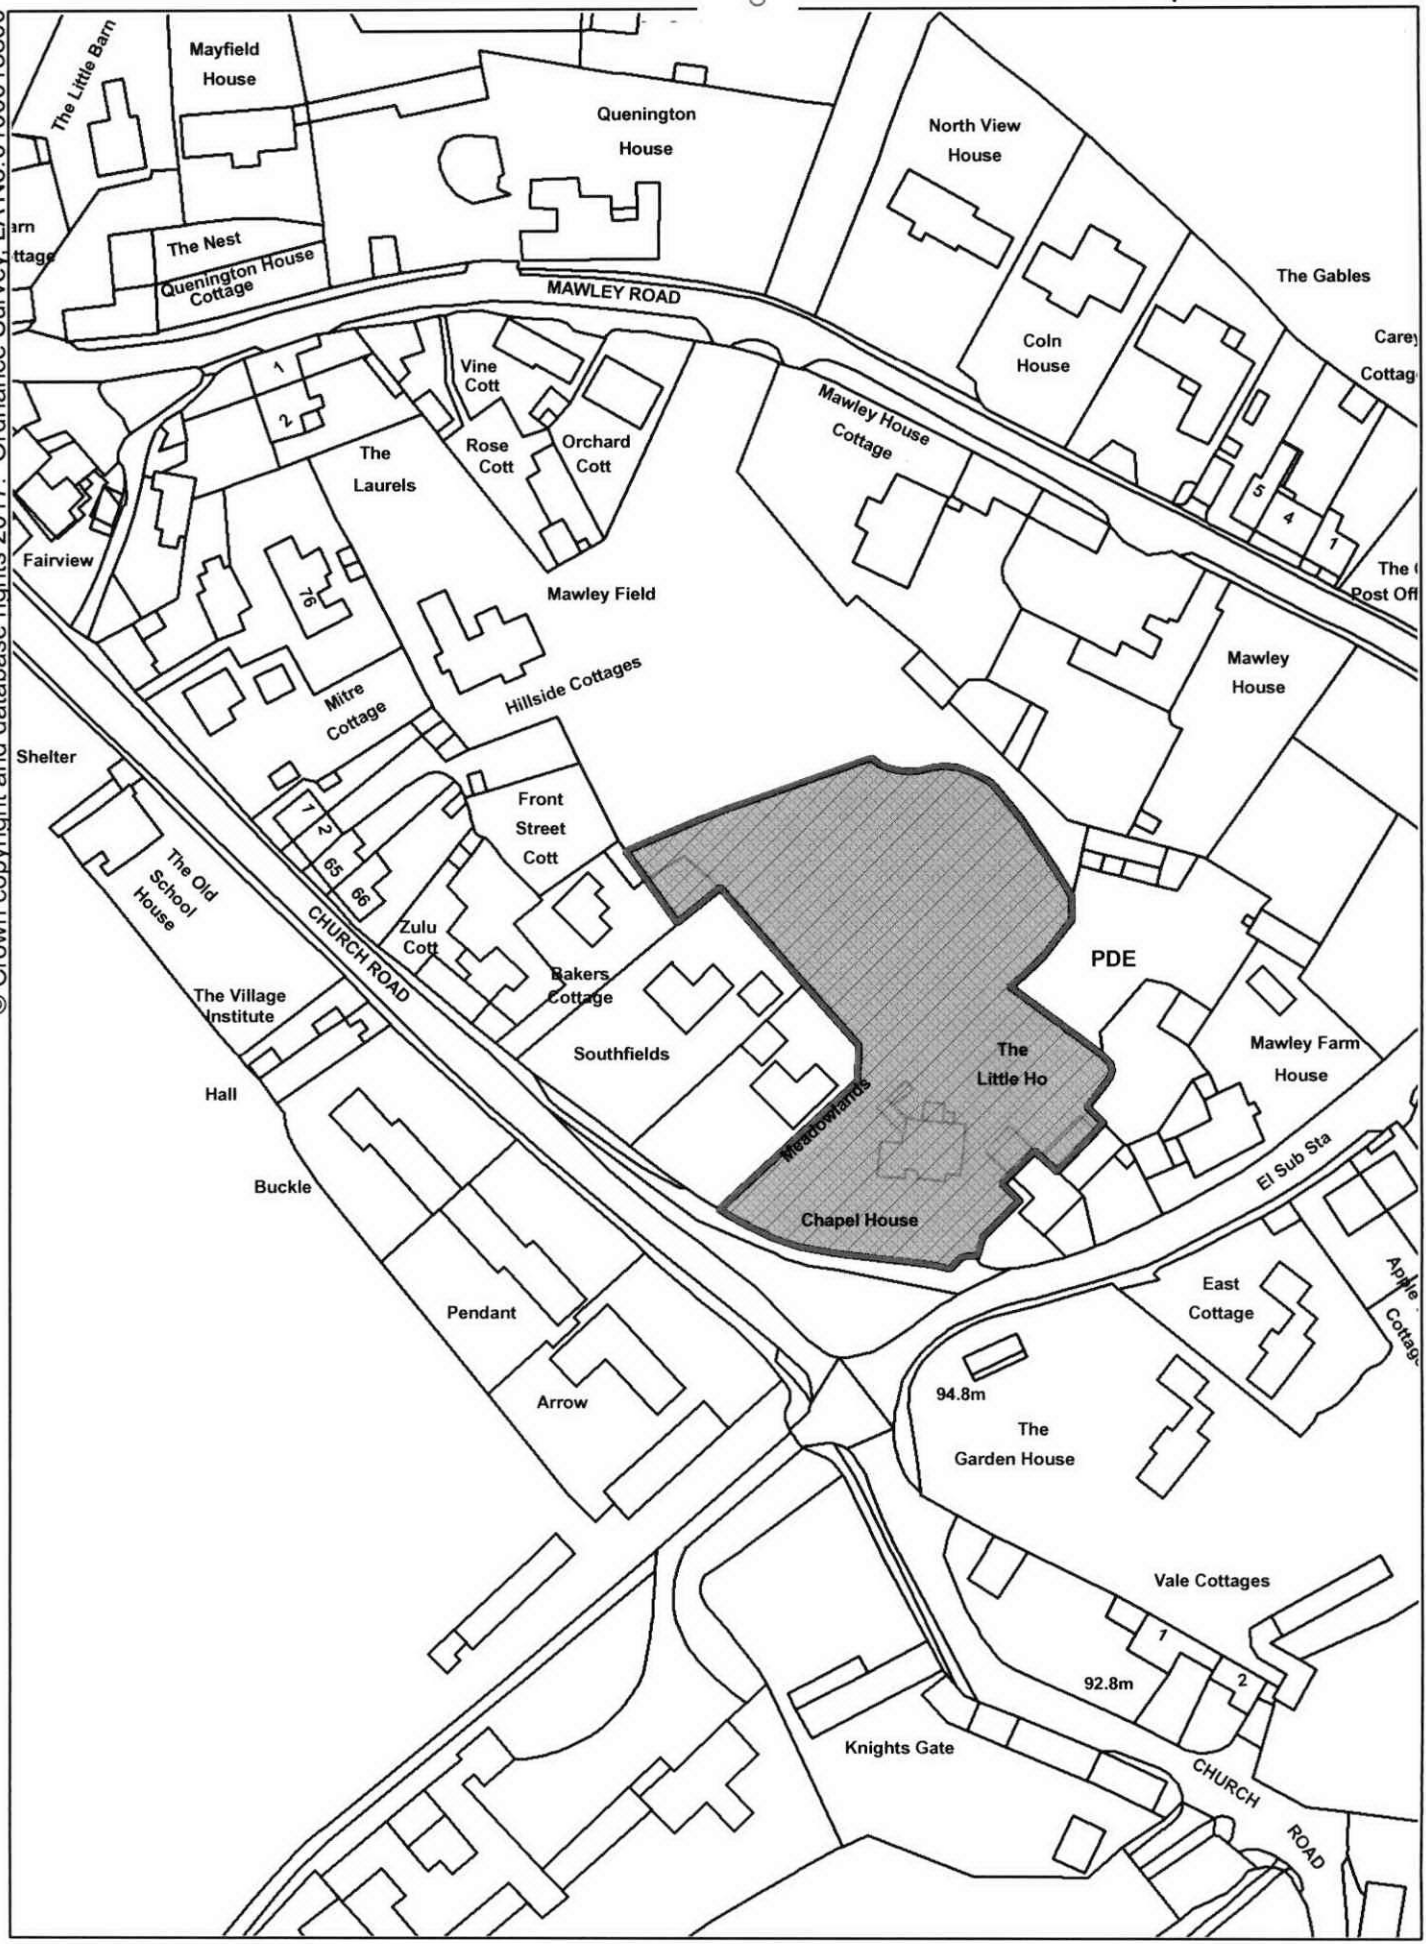 The Little Barn
Mayfield
House
Quenington
House
North View
House
arn
ttage
The Nest
Quenington House
Cottage
MAWLEY ROAD
The Gables
Coln
House
Carey
Cottag
1
2
Vine
Cott
Rose
Cott
Orchard
Cott
The
Laurels
Mawley House
Cottage
5
4
1
Fairview
76
Mawley Field
The
Post Off
Mawley
House
Hillside Cottages
Mitre
Cottage
Shelter
Front
Street
Cott
1
2
65
66
The Old
School
House
CHURCH ROAD
Zulu
Cott
Bakers
Cottage
PDE
The Village
Institute
Southfields
The
Little Ho
Mawley Farm
House
Hall
Meadowlands
El Sub Sta
Buckle
Chapel House
East
Cottage
Apple
Cottage
Pendant
94.8m
Arrow
The
Garden House
Vale Cottages
1
2
92.8m
Knights Gate
CHURCH
ROAD